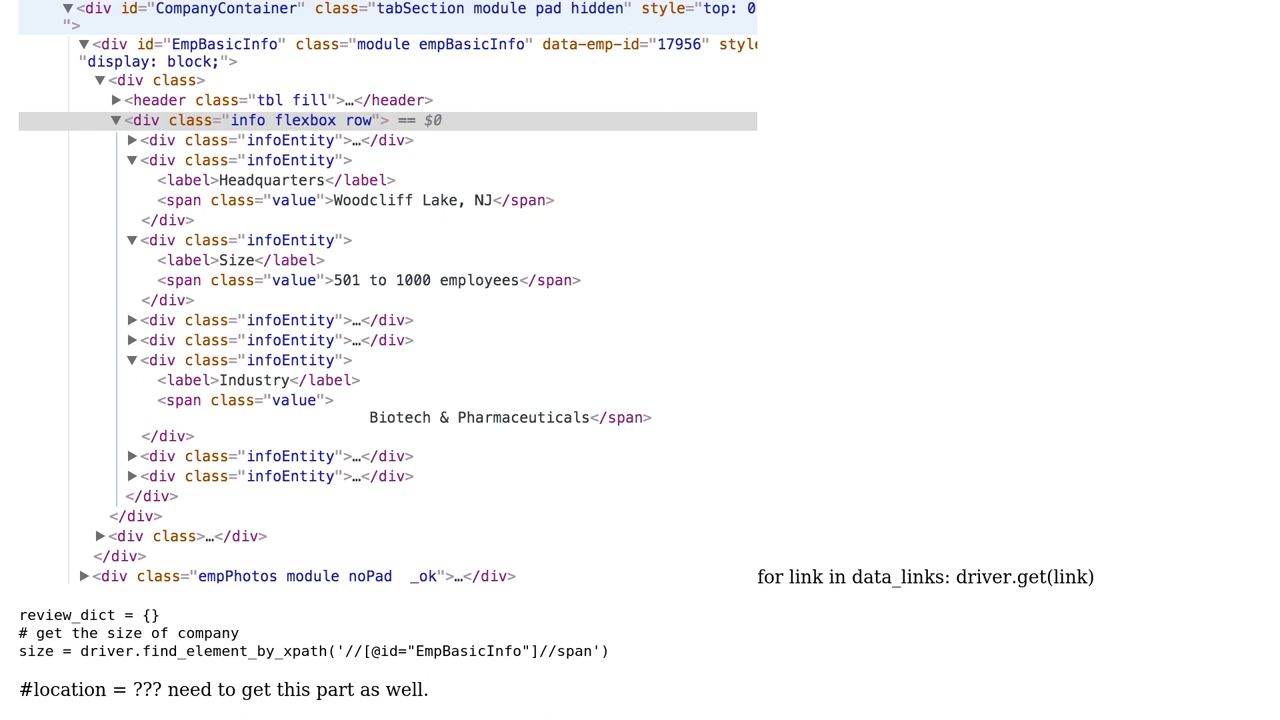 ▼<div id="CompanyContainer" class="tabSection module pad hidden" style="top: 0
">
▼<div id="EmpBasicInfo" class="module empBasicInfo" data-emp-id="17956" style
"display: block;">
▼<div class>
▶<header class="tbl fill">…</header>
▼<div class="info flexbox row"> == $0
▶<div class="infoEntity">…</div>
▼<div class="infoEntity">
<label>Headquarters</label>
<span class="value">Woodcliff Lake, NJ</span>
</div>
▼<div class="infoEntity">
<label>Size</label>
<span class="value">501 to 1000 employees</span>
</div>
▶<div class="infoEntity">…</div>
▶<div class="infoEntity">…</div>
▼<div class="infoEntity">
<label>Industry</label>
<span class="value">
Biotech & Pharmaceuticals</span>
</div>
▶<div class="infoEntity">…</div>
▶<div class="infoEntity">…</div>
</div>
</div>
▶<div class>…</div>
</div>
▶<div class="empPhotos module noPad  _ok">…</div>
for link in data_links: driver.get(link)
review_dict = {}
# get the size of company
size = driver.find_element_by_xpath('//[@id="EmpBasicInfo"]//span')
#location = ??? need to get this part as well.